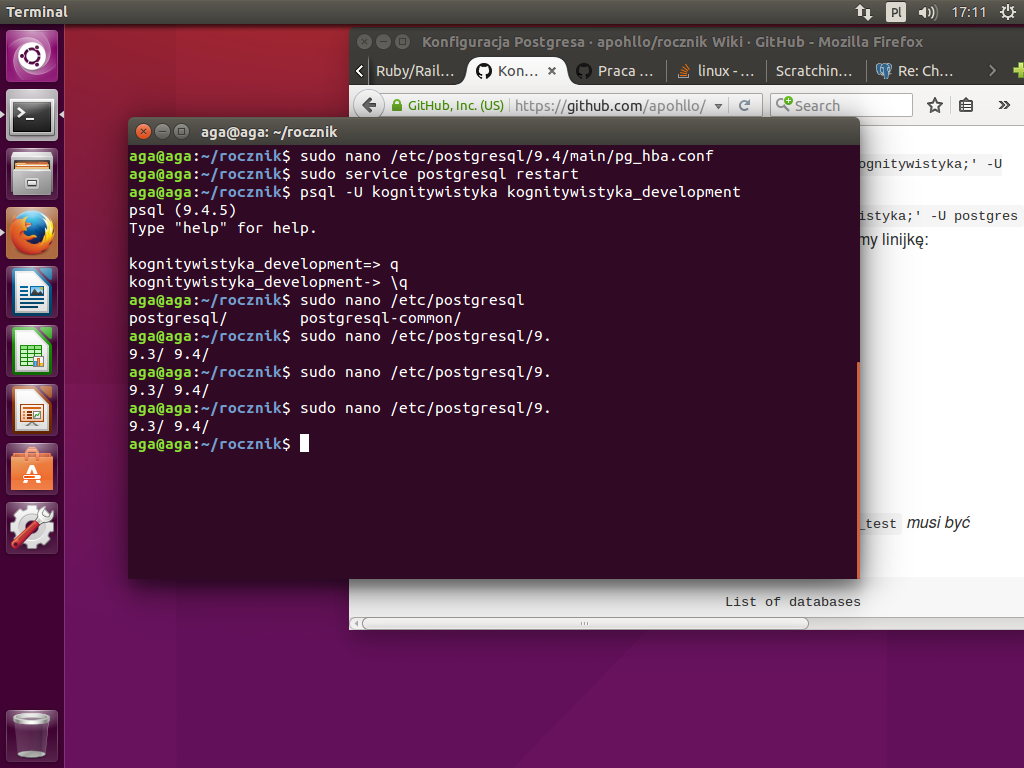 Terminal
Pl
17:11
Konfiguracja Postgresa · apohllo/rocznik Wiki · GitHub - Mozilla Firefox
Ruby/Rail...
Kon...
Praca ...
linux - ...
Scratchin...
Re: Ch...
GitHub, Inc. (US)
https://github.com/apohllo/
Search
aga@aga: ~/rocznik
aga@aga:~/rocznik$ sudo nano /etc/postgresql/9.4/main/pg_hba.conf
aga@aga:~/rocznik$ sudo service postgresql restart
aga@aga:~/rocznik$ psql -U kognitywistyka kognitywistyka_development
psql (9.4.5)
Type "help" for help.
kognitywistyka_development=> q
kognitywistyka_development-> \q
aga@aga:~/rocznik$ sudo nano /etc/postgresql
postgresql/        postgresql-common/
aga@aga:~/rocznik$ sudo nano /etc/postgresql/9.
9.3/ 9.4/
aga@aga:~/rocznik$ sudo nano /etc/postgresql/9.
9.3/ 9.4/
aga@aga:~/rocznik$ sudo nano /etc/postgresql/9.
9.3/ 9.4/
aga@aga:~/rocznik$
ognitywistyka;' -U
istyka;' -U postgres
my linijkę:
_test musi być
List of databases